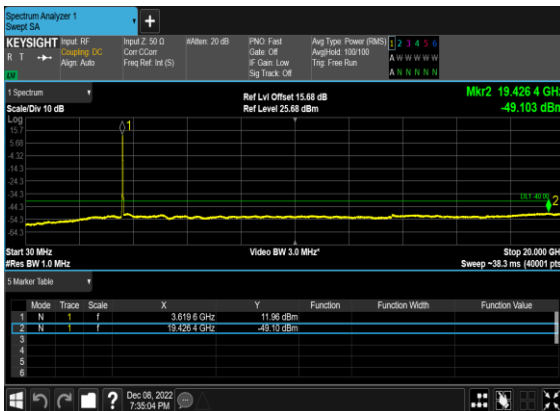 Spectrum Analyzer 1
Swept SA
KEYSIGHT
R T
LV
Input: RF
Coupling: DC
Align: Auto
Input Z: 50 Ω
Corr CCorr
Freq Ref: Int (S)
#Atten: 20 dB
PNO: Fast
Gate: Off
IF Gain: Low
Sig Track: Off
Avg Type: Power (RMS)
Avg|Hold: 100/100
Trig: Free Run
1 2 3 4 5 6
A W W W W W
A N N N N N
1 Spectrum
Scale/Div 10 dB
Ref Lvl Offset 15.68 dB
Ref Level 25.68 dBm
Mkr2 19.426 4 GHz
-49.103 dBm
Log
15.7
5.68
-4.32
-14.3
-24.3
-34.3
-44.3
-54.3
-64.3
1
2
Start 30 MHz
#Res BW 1.0 MHz
Video BW 3.0 MHz*
Stop 20.000 GHz
Sweep ~38.3 ms (40001 pts)
5 Marker Table
Mode Trace Scale X Y Function Function Width Function Value
1 N 1 f 3.619 6 GHz 11.96 dBm
2 N 1 f 19.426 4 GHz -49.10 dBm
3
4
5
6
?
Dec 08, 2022
7:35:04 PM